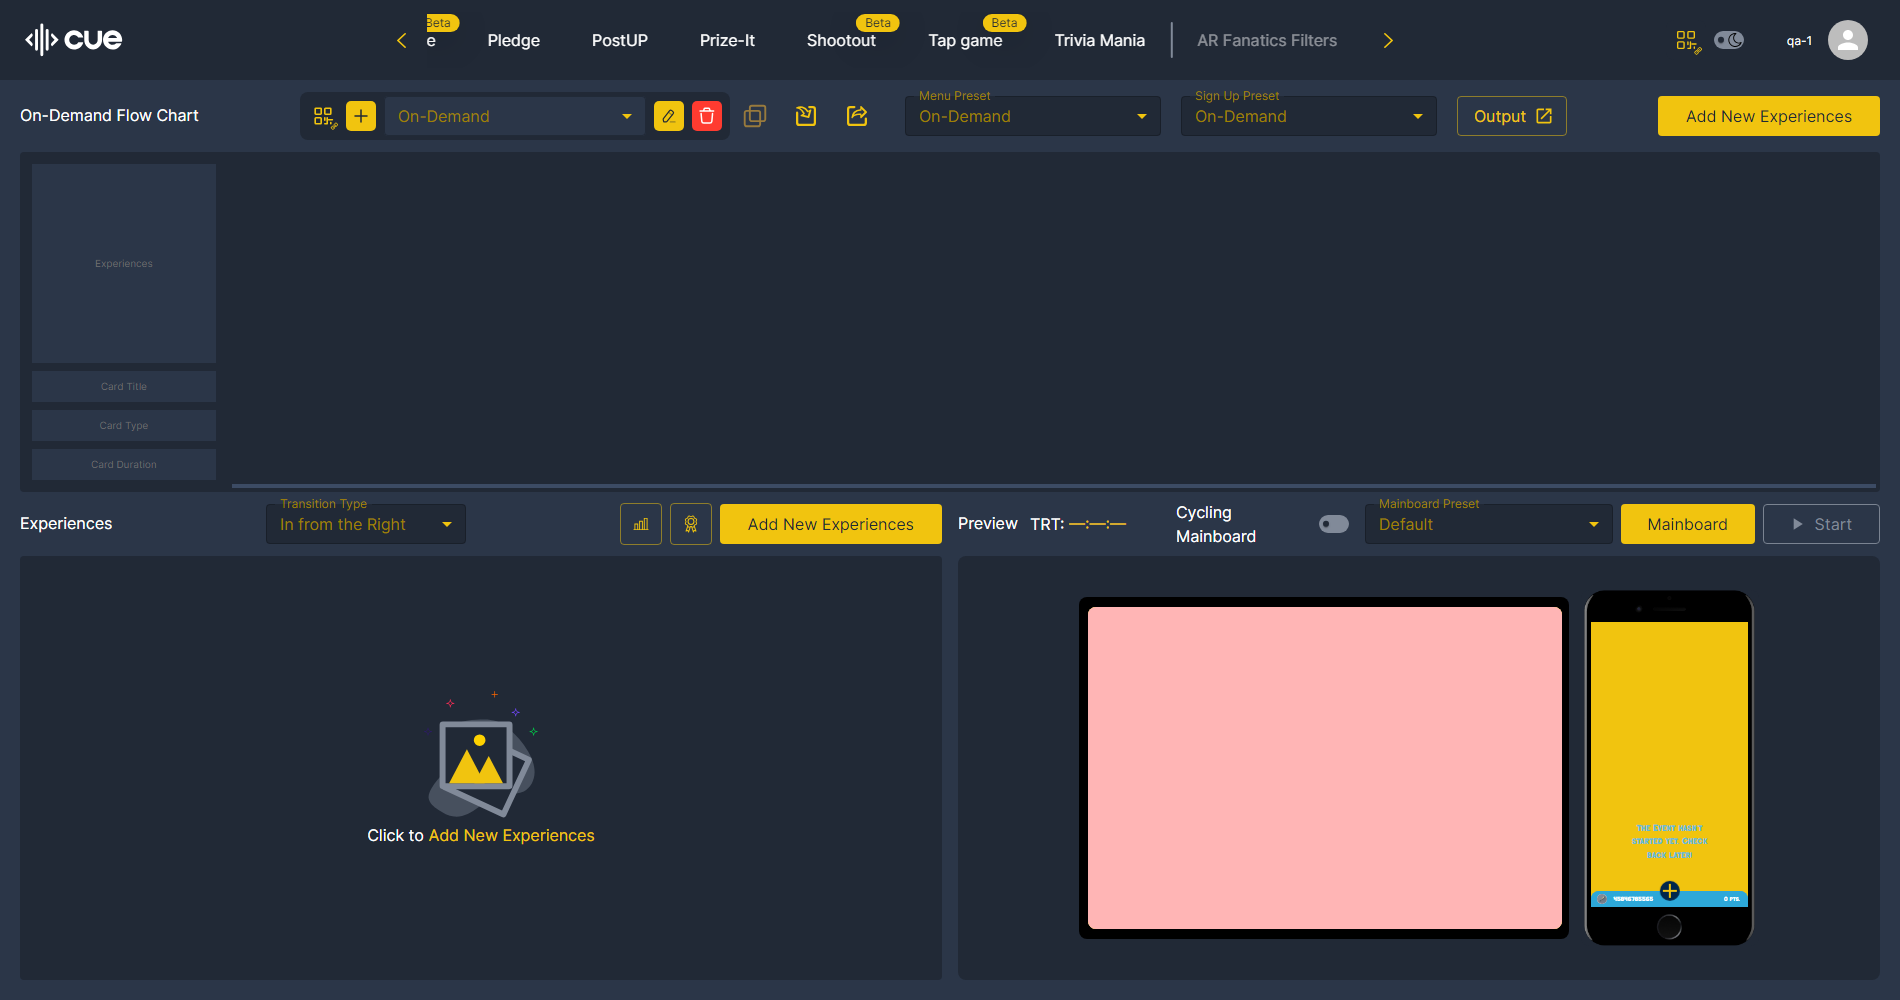 cue
e
Beta
Pledge
PostUP
Prize-It
Shootout
Beta
Tap game
Beta
Trivia Mania
AR Fanatics Filters
qa-1
On-Demand Flow Chart
On-Demand
Menu Preset
On-Demand
Sign Up Preset
On-Demand
Output
Add New Experiences
Experiences
Card Title
Card Type
Card Duration
Experiences
Transition Type
In from the Right
Add New Experiences
Preview
TRT: —:—:—
Cycling
Mainboard
Mainboard Preset
Default
Mainboard
Start
Click to Add New Experiences
THE EVENT HASN'T
STARTED YET. CHECK
BACK LATER!
0 PTS.